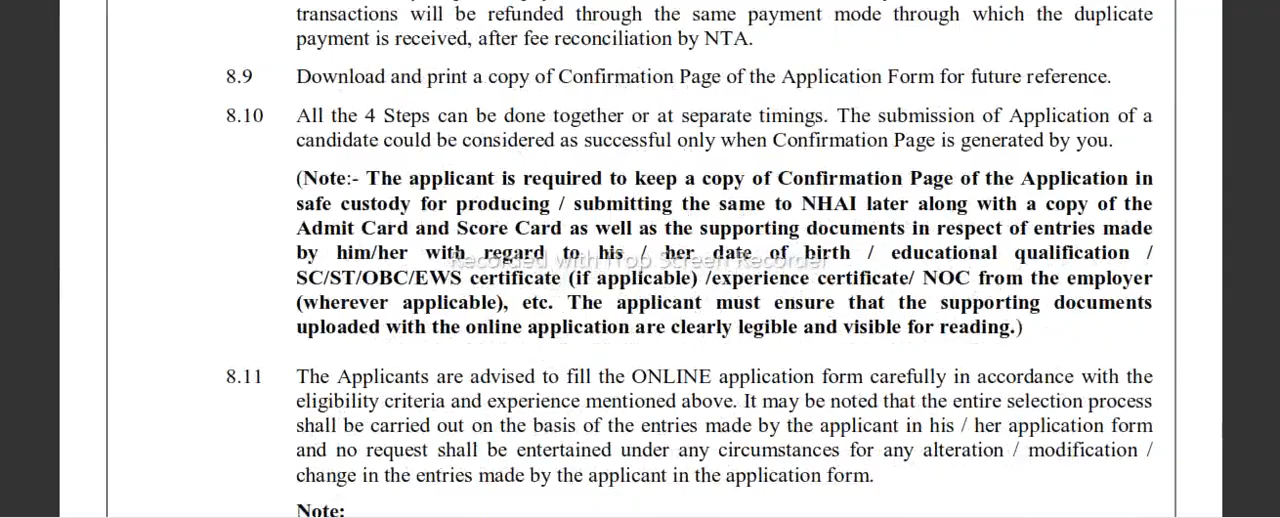 transactions will be refunded through the same payment mode through which the duplicate
payment is received, after fee reconciliation by NTA.
8.9 Download and print a copy of Confirmation Page of the Application Form for future reference.
8.10 All the 4 Steps can be done together or at separate timings. The submission of Application of a
candidate could be considered as successful only when Confirmation Page is generated by you.
(Note:- The applicant is required to keep a copy of Confirmation Page of the Application in
safe custody for producing / submitting the same to NHAI later along with a copy of the
Admit Card and Score Card as well as the supporting documents in respect of entries made
by him/her with regard to his / her date of birth / educational qualification /
Recorded with iTop Screen Recorder
SC/ST/OBC/EWS certificate (if applicable) /experience certificate/ NOC from the employer
(wherever applicable), etc. The applicant must ensure that the supporting documents
uploaded with the online application are clearly legible and visible for reading.)
8.11 The Applicants are advised to fill the ONLINE application form carefully in accordance with the
eligibility criteria and experience mentioned above. It may be noted that the entire selection process
shall be carried out on the basis of the entries made by the applicant in his / her application form
and no request shall be entertained under any circumstances for any alteration / modification /
change in the entries made by the applicant in the application form.
Note: